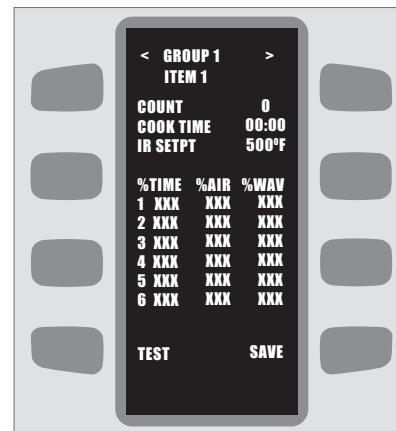 < GROUP 1 >
ITEM 1
COUNT 0
COOK TIME 00:00
IR SETPT 500°F
%TIME %AIR %WAV
1 XXX XXX XXX
2 XXX XXX XXX
3 XXX XXX XXX
4 XXX XXX XXX
5 XXX XXX XXX
6 XXX XXX XXX
TEST SAVE